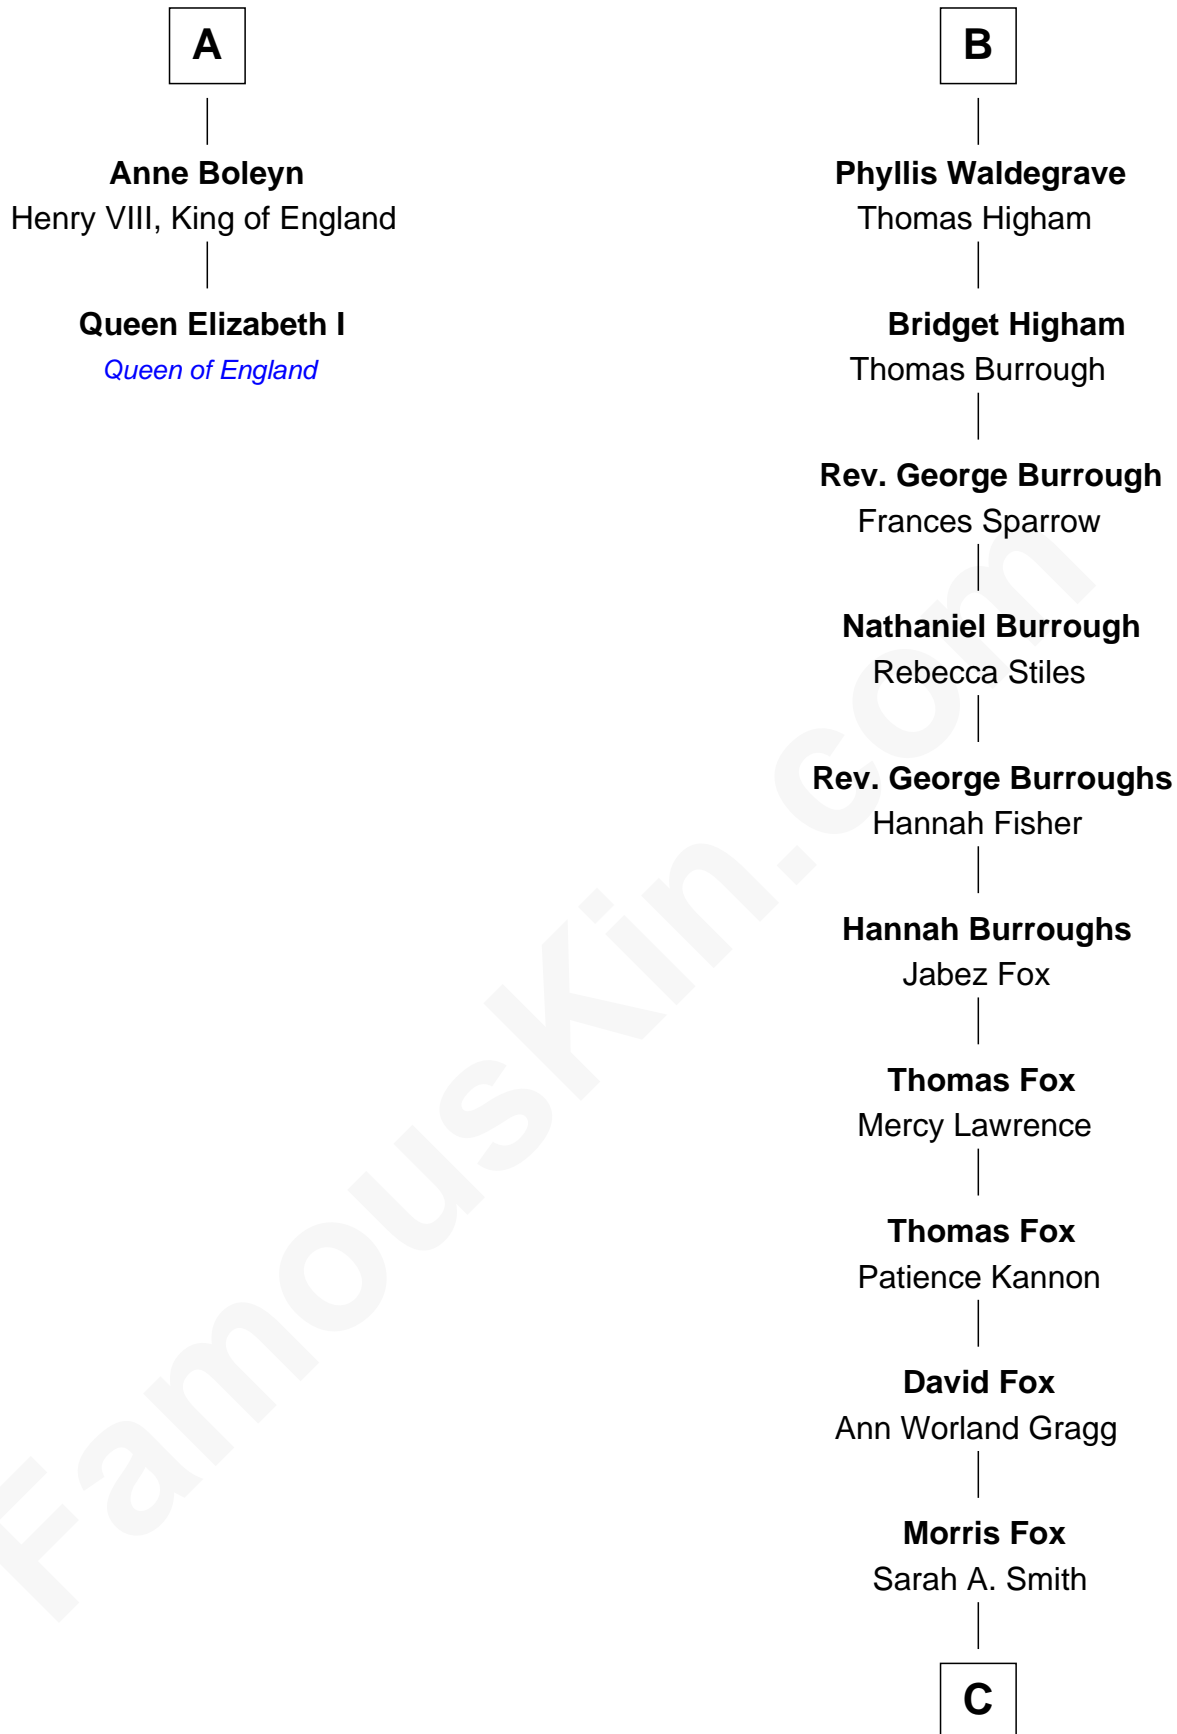 A
Anne Boleyn
Henry VIII, King of England
Queen Elizabeth I
Queen of England
B
Phyllis Waldegrave
Thomas Higham
Bridget Higham
Thomas Burrough
Rev. George Burrough
Frances Sparrow
Nathaniel Burrough
Rebecca Stiles
Rev. George Burroughs
Hannah Fisher
Hannah Burroughs
Jabez Fox
Thomas Fox
Mercy Lawrence
Thomas Fox
Patience Kannon
David Fox
Ann Worland Gragg
Morris Fox
Sarah A. Smith
C
FamousKin.com